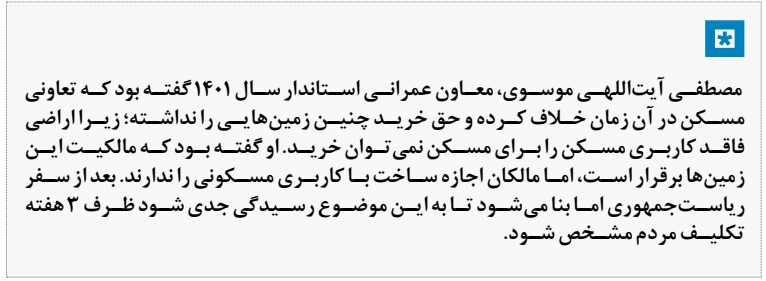 *
مصطفی آیت‌اللهی موسوی، معاون عمرانی استاندار سال ۱۴۰۱ گفته بود که تعاونی
مسکن در آن زمان خلاف کرده و حق خرید چنین زمین‌هایی را نداشته؛ زیرا اراضی
فاقد کاربری مسکن را برای مسکن نمی‌توان خرید. او گفته بود که مالکیت این
زمین‌ها برقرار است، اما مالکان اجازه ساخت با کاربری مسکونی را ندارند. بعد از سفر
ریاست‌جمهوری اما بنا می‌شود تا به این موضوع رسیدگی جدی شود ظرف ۳ هفته
تکلیف مردم مشخص شود.